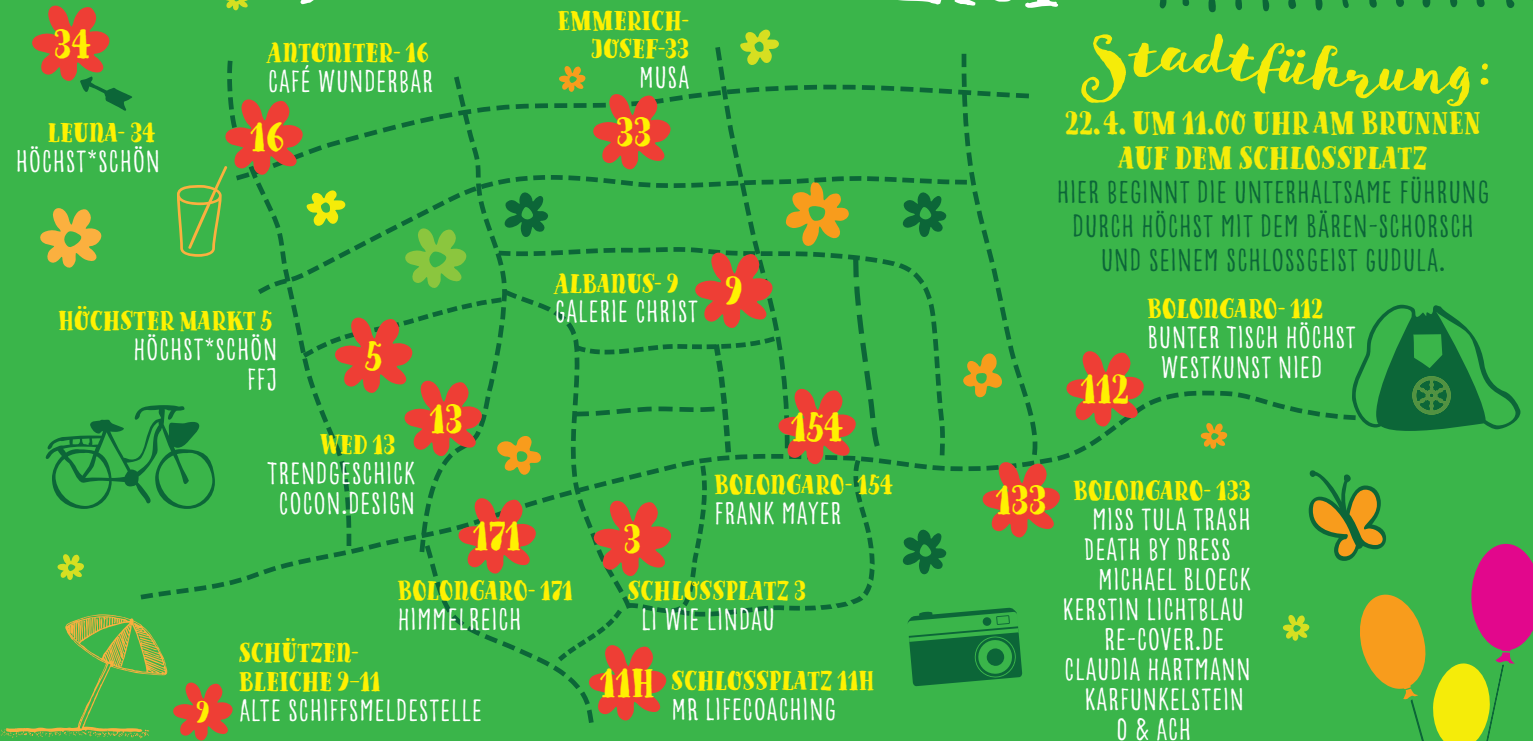 34
LEUNA- 34
HÖCHST*SCHÖN
ANTONITER- 16
CAFÉ WUNDERBAR
16
EMMERICH-
JOSEF-33
MUSA
33
Stadtführung:
22.4. UM 11.00 UHR AM BRUNNEN
AUF DEM SCHLOSSPLATZ
HIER BEGINNT DIE UNTERHALTSAME FÜHRUNG
DURCH HÖCHST MIT DEM BÄREN-SCHORSCH
UND SEINEM SCHLOSSGEIST GUDULA.
ALBANUS- 9
GALERIE CHRIST
9
HÖCHSTER MARKT 5
HÖCHST*SCHÖN
FFJ
5
BOLONGARO- 112
BUNTER TISCH HÖCHST
WESTKUNST NIED
112
13
WED 13
TRENDGESCHICK
COCON.DESIGN
154
BOLONGARO- 154
FRANK MAYER
133
BOLONGARO- 133
MISS TULA TRASH
DEATH BY DRESS
MICHAEL BLOECK
KERSTIN LICHTBLAU
RE-COVER.DE
CLAUDIA HARTMANN
KARFUNKELSTEIN
O & ACH
171
BOLONGARO- 171
HIMMELREICH
3
SCHLOSSPLATZ 3
LI WIE LINDAU
SCHÜTZEN-
BLEICHE 9-11
ALTE SCHIFFSMELDESTELLE
9
11H
SCHLOSSPLATZ 11H
MR LIFECOACHING